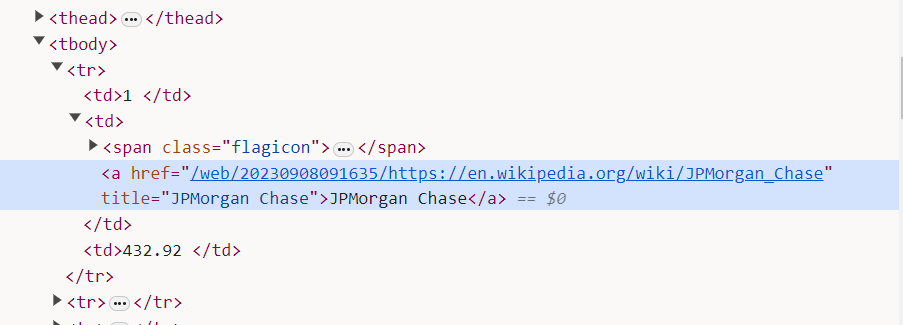 <thead>…</thead>
<tbody>
<tr>
<td>1 </td>
<td>
<span class="flagicon">…</span>
<a href="/web/20230908091635/https://en.wikipedia.org/wiki/JPMorgan_Chase"
title="JPMorgan Chase">JPMorgan Chase</a> == $0
</td>
<td>432.92 </td>
</tr>
<tr>…</tr>